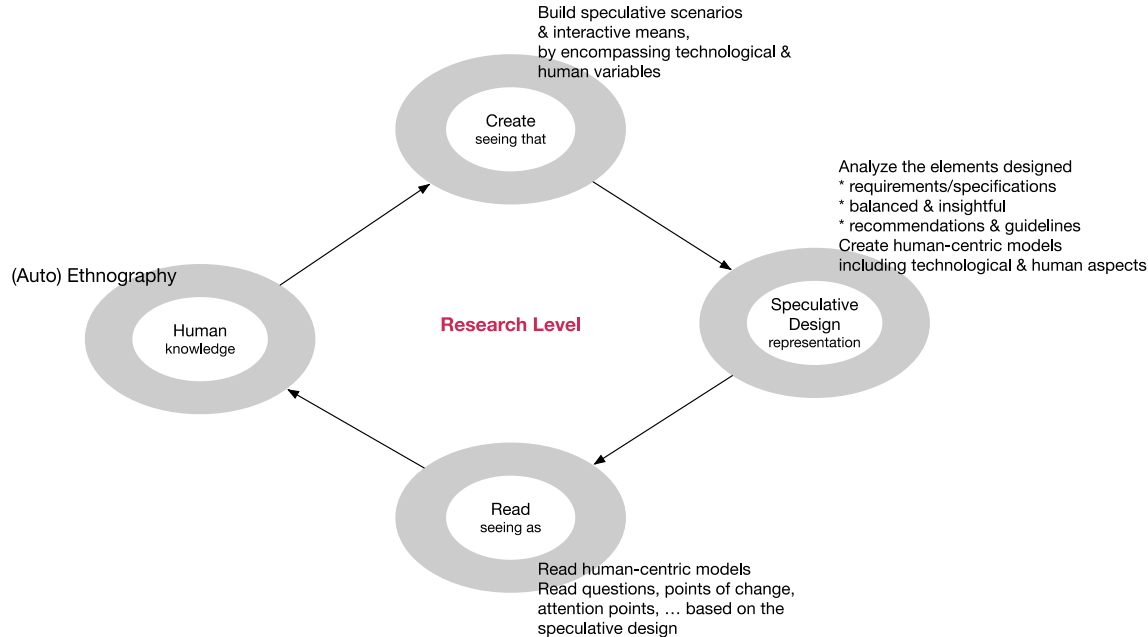 Build speculative scenarios
& interactive means,
by encompassing technological &
human variables
Create
seeing that
Analyze the elements designed
* requirements/specifications
* balanced & insightful
* recommendations & guidelines
Create human-centric models
including technological & human aspects
(Auto) Ethnography
Human
knowledge
Research Level
Speculative
Design
representation
Read
seeing as
Read human-centric models
Read questions, points of change,
attention points, … based on the
speculative design